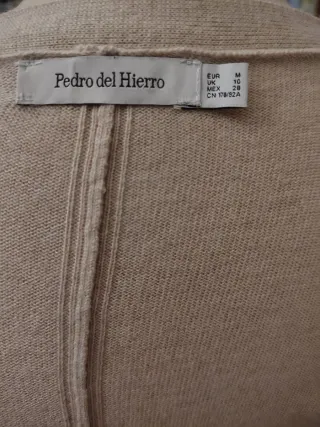 Pedro del Hierro
EUR M
UK 10
MEX 28
CN 170/92A